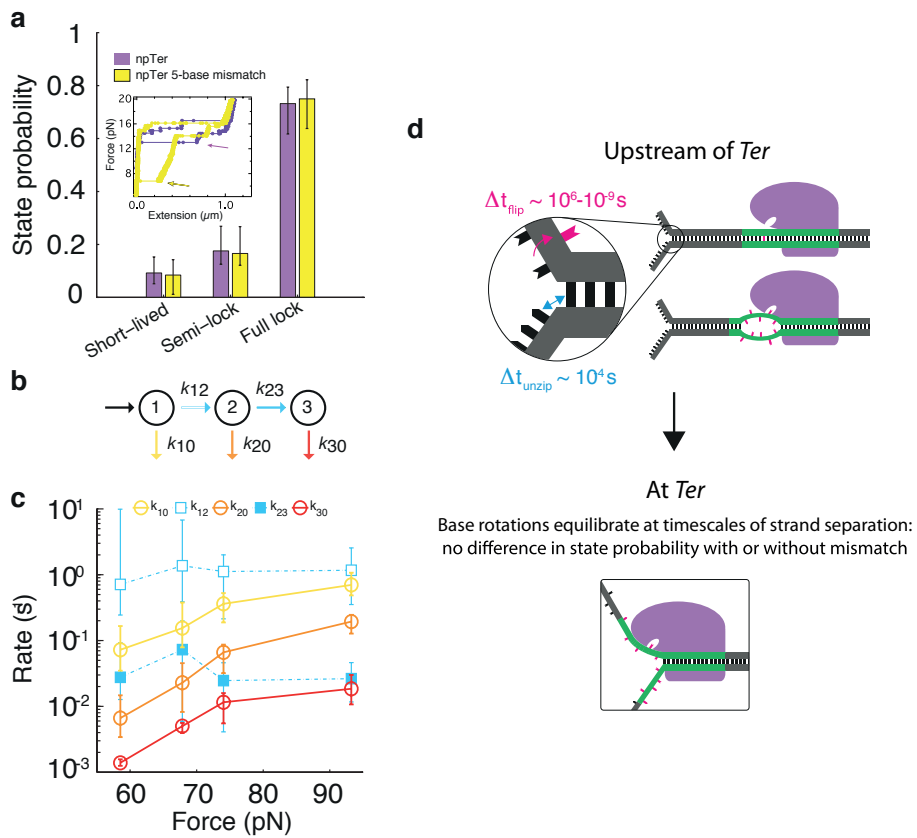 a
State probability
1
0.8
0.6
0.4
0.2
0
npTer
npTer 5-base mismatch
Force (pN)
20
16
12
8
0.0
1.0
Extension (µm)
Short–lived
Semi–lock
Full lock
b
1
k12
2
k23
3
k10
k20
k30
c
Rate (s)
10¹
10⁰
10⁻¹
10⁻²
10⁻³
k₁₀
k₁₂
k₂₀
k₂₃
k₃₀
60
70
80
90
Force (pN)
d
Upstream of Ter
Δt_flip ~ 10⁶-10⁻⁹s
Δt_unzip ~ 10⁴s
At Ter
Base rotations equilibrate at timescales of strand separation:
no difference in state probability with or without mismatch